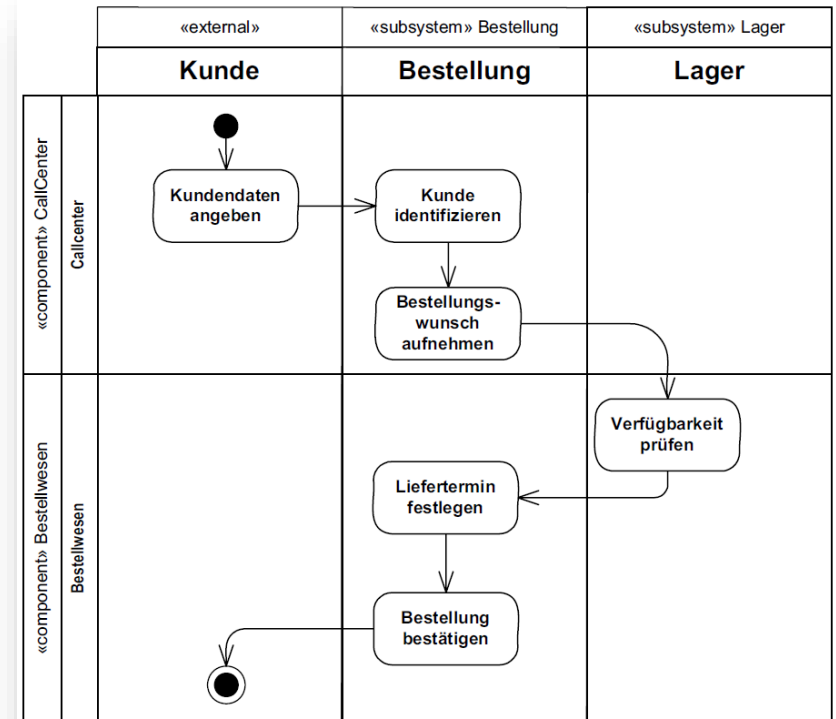 «external»
«subsystem» Bestellung
«subsystem» Lager
Kunde
Bestellung
Lager
«component» CallCenter
Callcenter
Kundendaten
angeben
Kunde
identifizieren
Bestellungs-
wunsch
aufnehmen
«component» Bestellwesen
Bestellwesen
Verfügbarkeit
prüfen
Liefertermin
festlegen
Bestellung
bestätigen